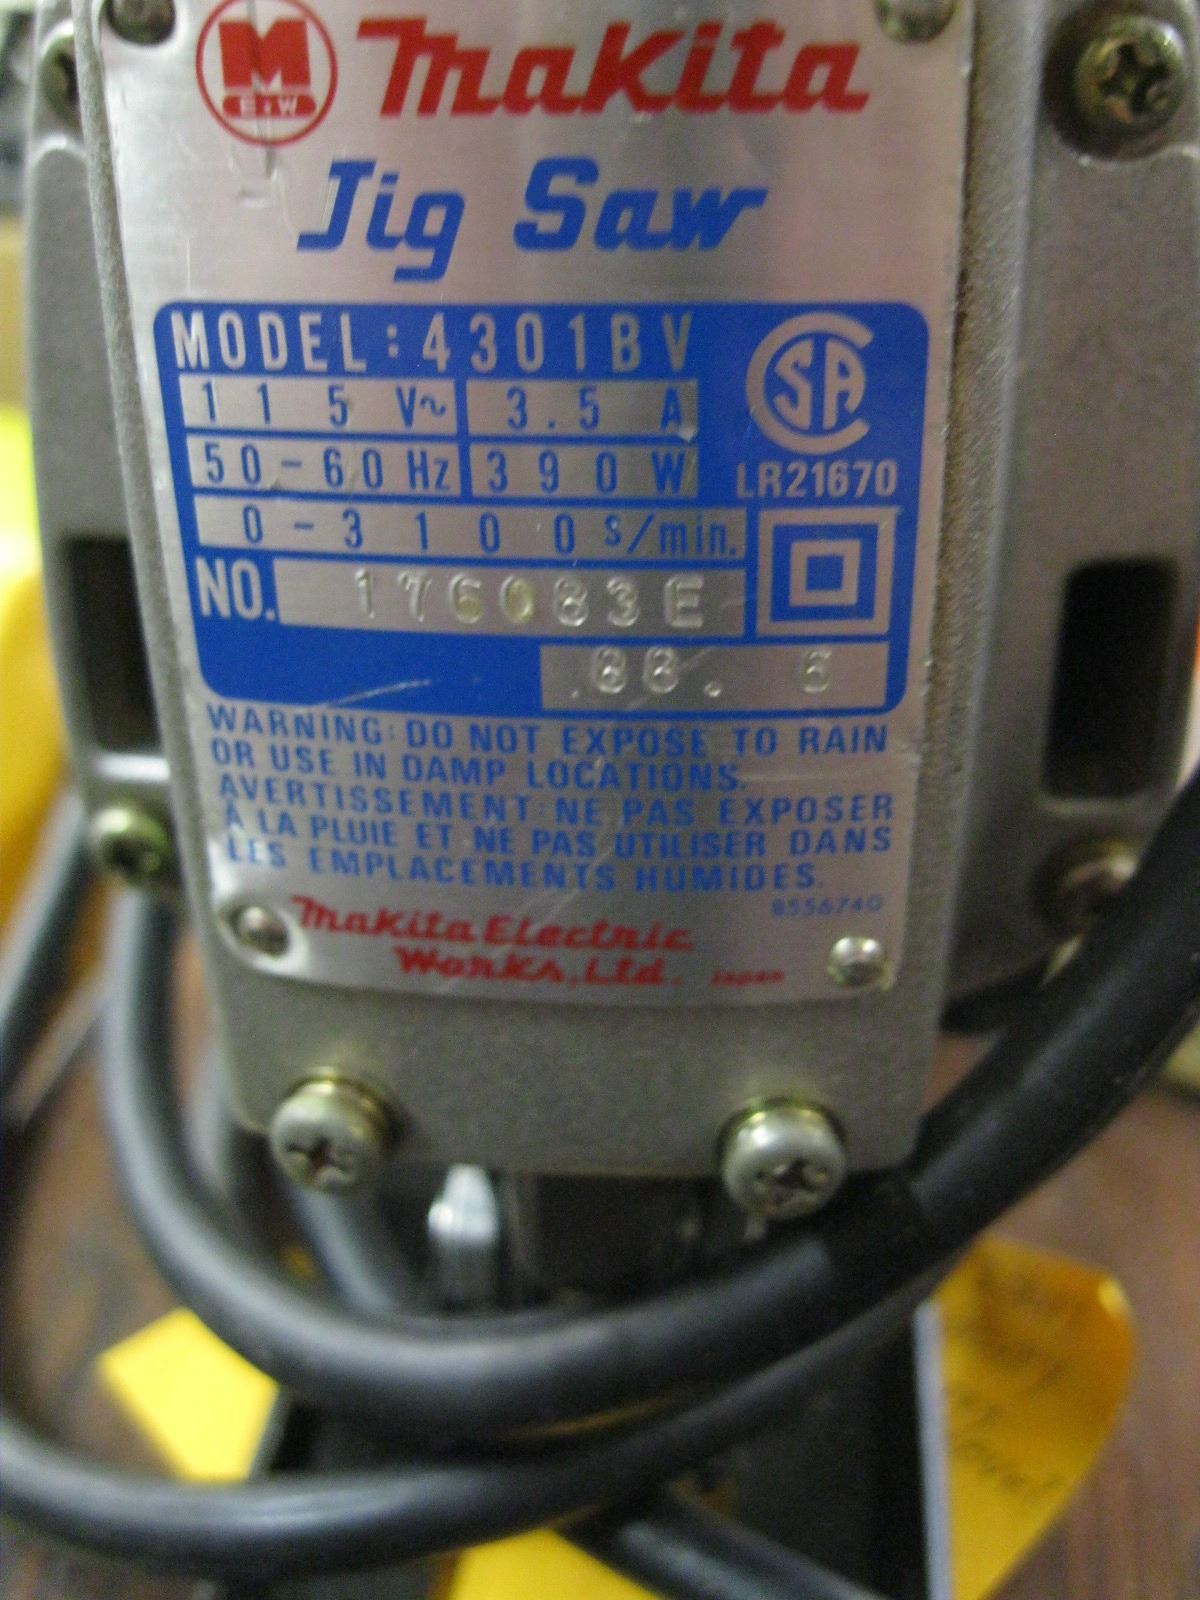 M
E.W
Makita
Jig Saw
MODEL: 4301BV
115 V~ 3.5 A
50-60 Hz 390 W
LR21670
0-3100 s/min.
NO. 176083E
88. 6
WARNING: DO NOT EXPOSE TO RAIN
OR USE IN DAMP LOCATIONS.
AVERTISSEMENT: NE PAS EXPOSER
À LA PLUIE ET NE PAS UTILISER DANS
LES EMPLACEMENTS HUMIDES.
8556740
Makita Electric
Works, Ltd. Japan